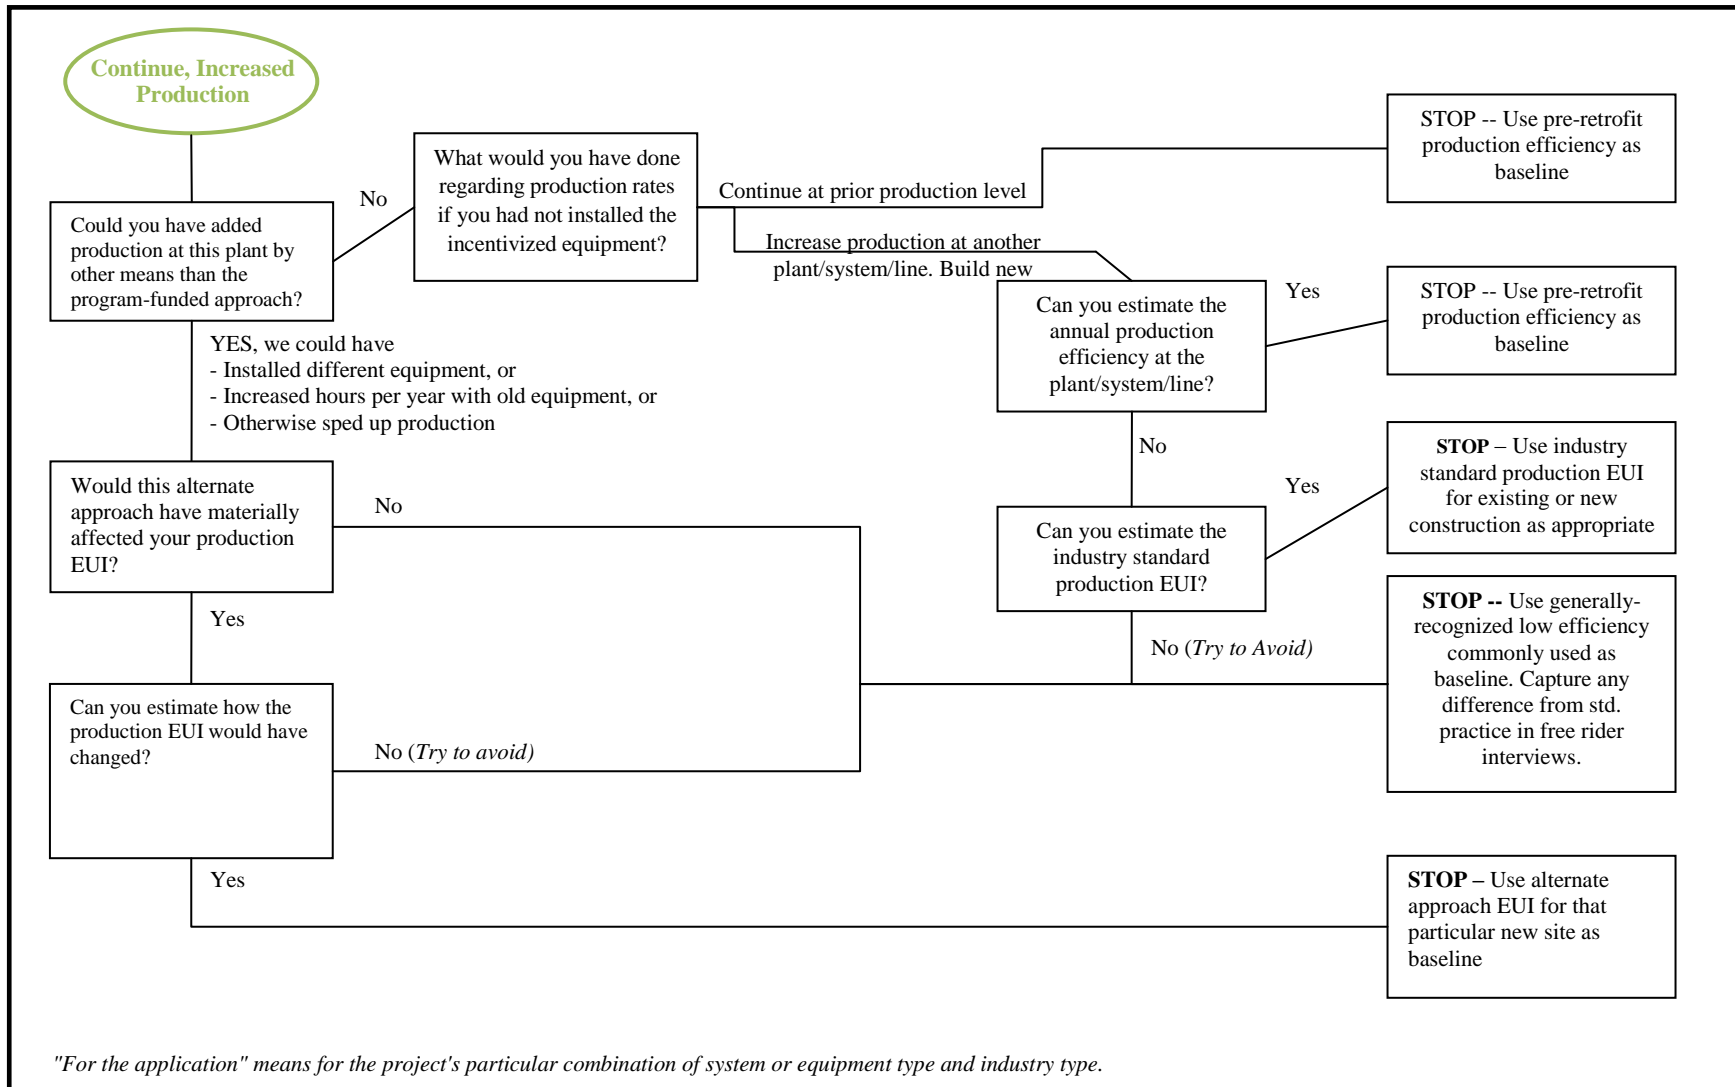 Continue, Increased
Production
Could you have added
production at this plant by
other means than the
program-funded approach?
No
What would you have done
regarding production rates
if you had not installed the
incentivized equipment?
Continue at prior production level
STOP -- Use pre-retrofit
production efficiency as
baseline
Increase production at another
plant/system/line. Build new
Can you estimate the
annual production
efficiency at the
plant/system/line?
Yes
STOP -- Use pre-retrofit
production efficiency as
baseline
YES, we could have
- Installed different equipment, or
- Increased hours per year with old equipment, or
- Otherwise sped up production
No
Can you estimate the
industry standard
production EUI?
Yes
STOP – Use industry
standard production EUI
for existing or new
construction as appropriate
Would this alternate
approach have materially
affected your production
EUI?
No
Yes
No (Try to Avoid)
STOP -- Use generally-
recognized low efficiency
commonly used as
baseline. Capture any
difference from std.
practice in free rider
interviews.
Can you estimate how the
production EUI would have
changed?
No (Try to avoid)
Yes
STOP – Use alternate
approach EUI for that
particular new site as
baseline
"For the application" means for the project's particular combination of system or equipment type and industry type.